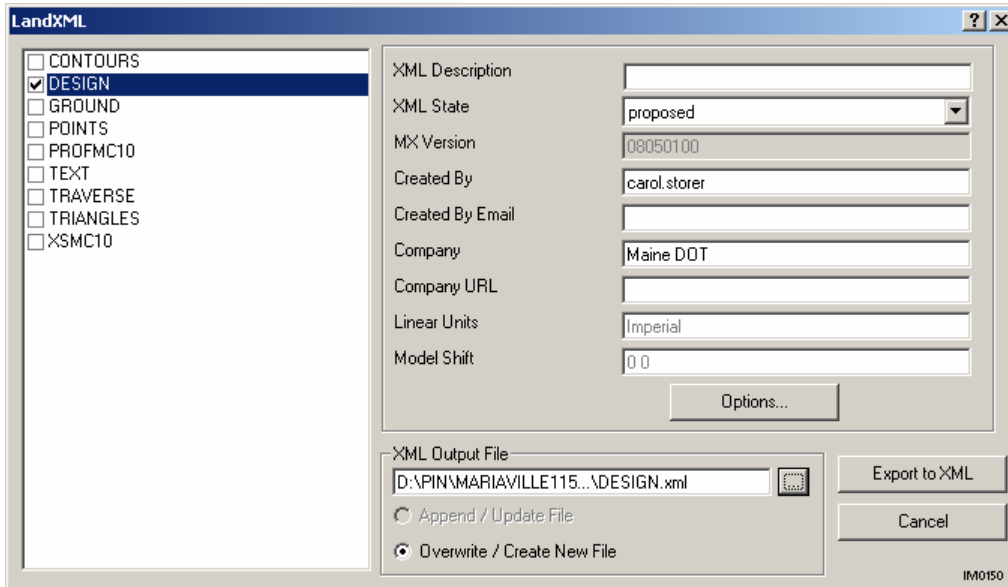 LandXML
CONTOURS
DESIGN
GROUND
POINTS
PROFMC10
TEXT
TRAVERSE
TRIANGLES
XSMC10
XML Description
XML State proposed
MX Version 08050100
Created By carol.storer
Created By Email
Company Maine DOT
Company URL
Linear Units Imperial
Model Shift 0 0
Options...
XML Output File
D:\PIN\MARIAVILLE115...\DESIGN.xml
Append / Update File
Overwrite / Create New File
Export to XML
Cancel
IM0150